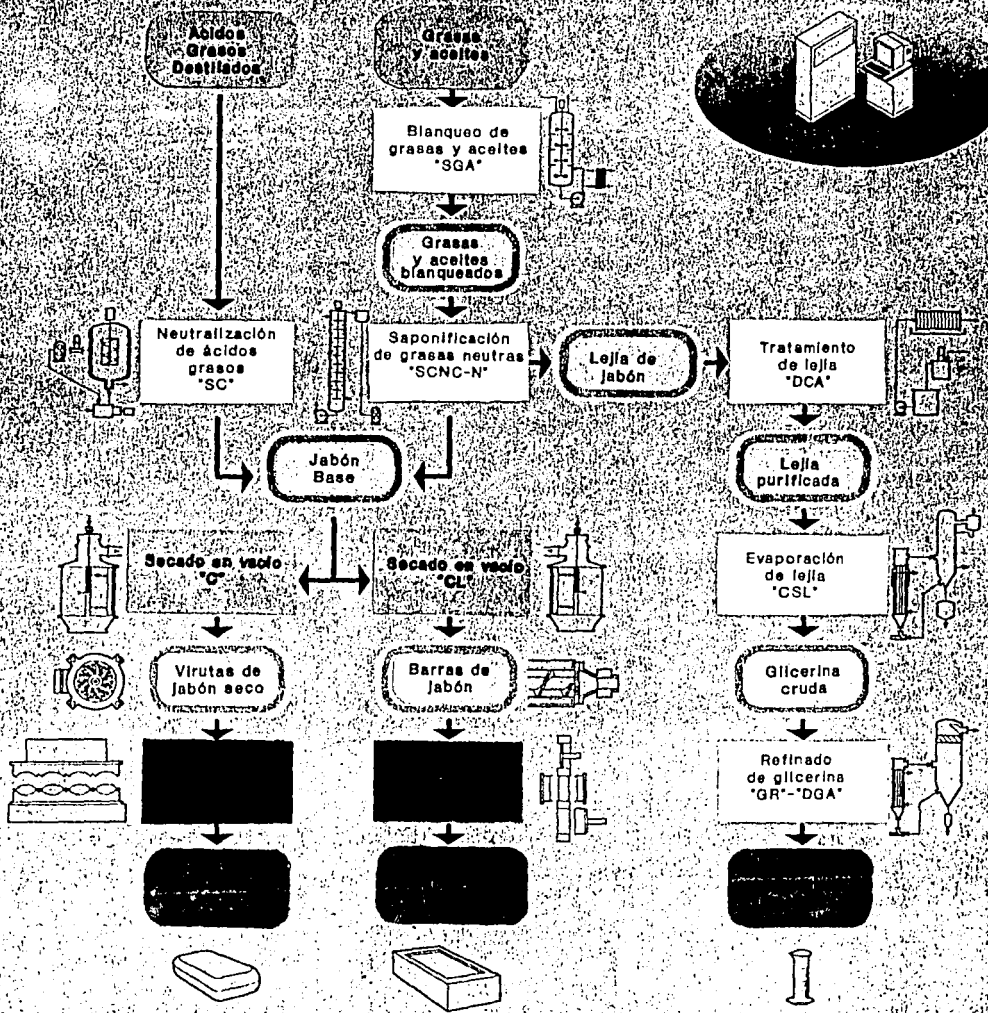 Ácidos
Grasos
Destilados
Grasas
y aceites
Blanqueo de
grasas y aceites
"SGA"
Grasas
y aceites
blanqueados
Neutralización
de ácidos
grasos
"SC"
Saponificación
de grasas neutras
"SCNC-N"
Lejía de
jabón
Tratamiento
de lejía
"DCA"
Jabón
Base
Lejía
purificada
Secado en vacío
Secado en vacío
"CL"
Evaporación
de lejía
"CSL"
Virutas de
jabón seco
Barras de
jabón
Glicerina
cruda
Refinado
de glicerina
"GR"-"DGA"